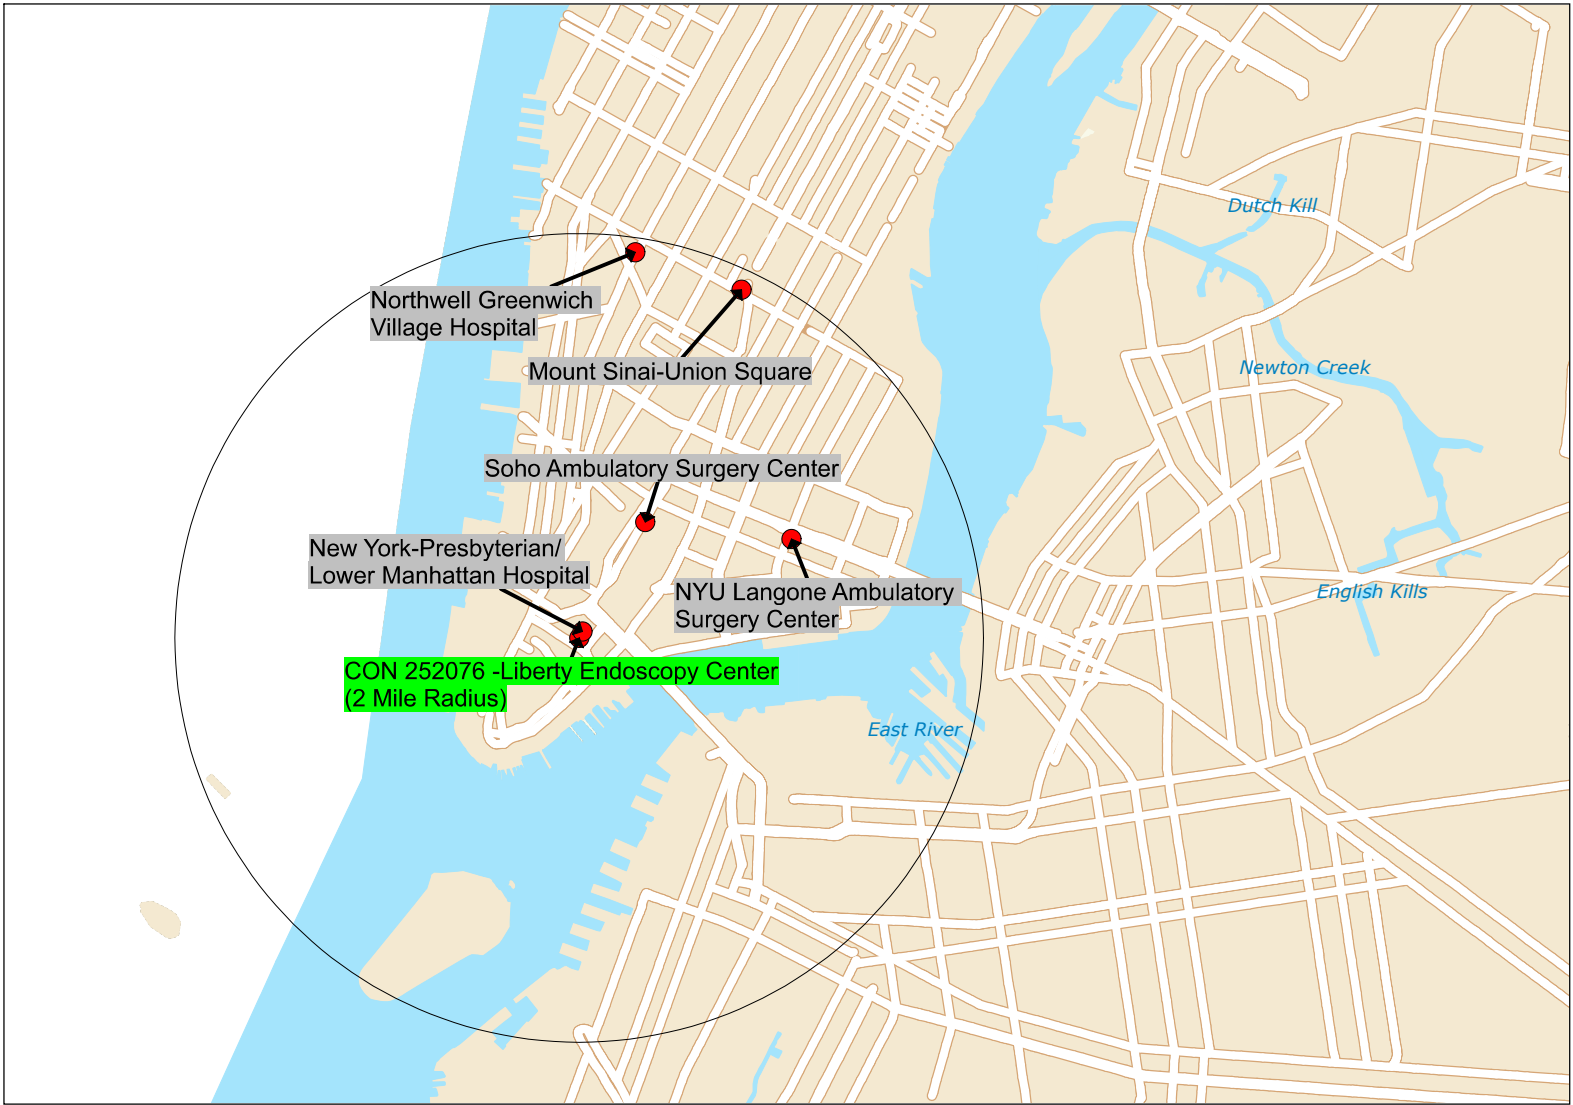 Dutch Kill
Northwell Greenwich
Village Hospital
Mount Sinai-Union Square
Newton Creek
Soho Ambulatory Surgery Center
New York-Presbyterian/
Lower Manhattan Hospital
NYU Langone Ambulatory
Surgery Center
English Kills
CON 252076 -Liberty Endoscopy Center
(2 Mile Radius)
East River